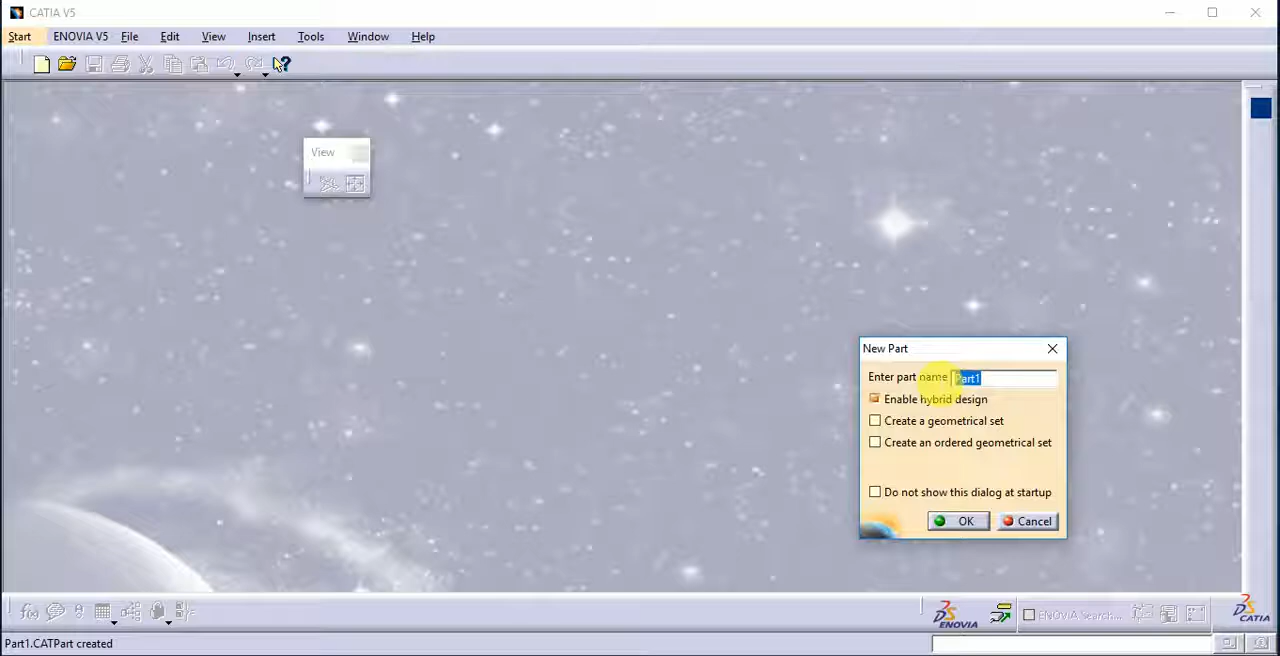 CATIA V5
Start ENOVIA V5 File Edit View Insert Tools Window Help
View
New Part
Enter part name Part1
Enable hybrid design
Create a geometrical set
Create an ordered geometrical set
Do not show this dialog at startup
OK Cancel
ENOVIA
ENOVIA Search...
CATIA
Part1.CATPart created